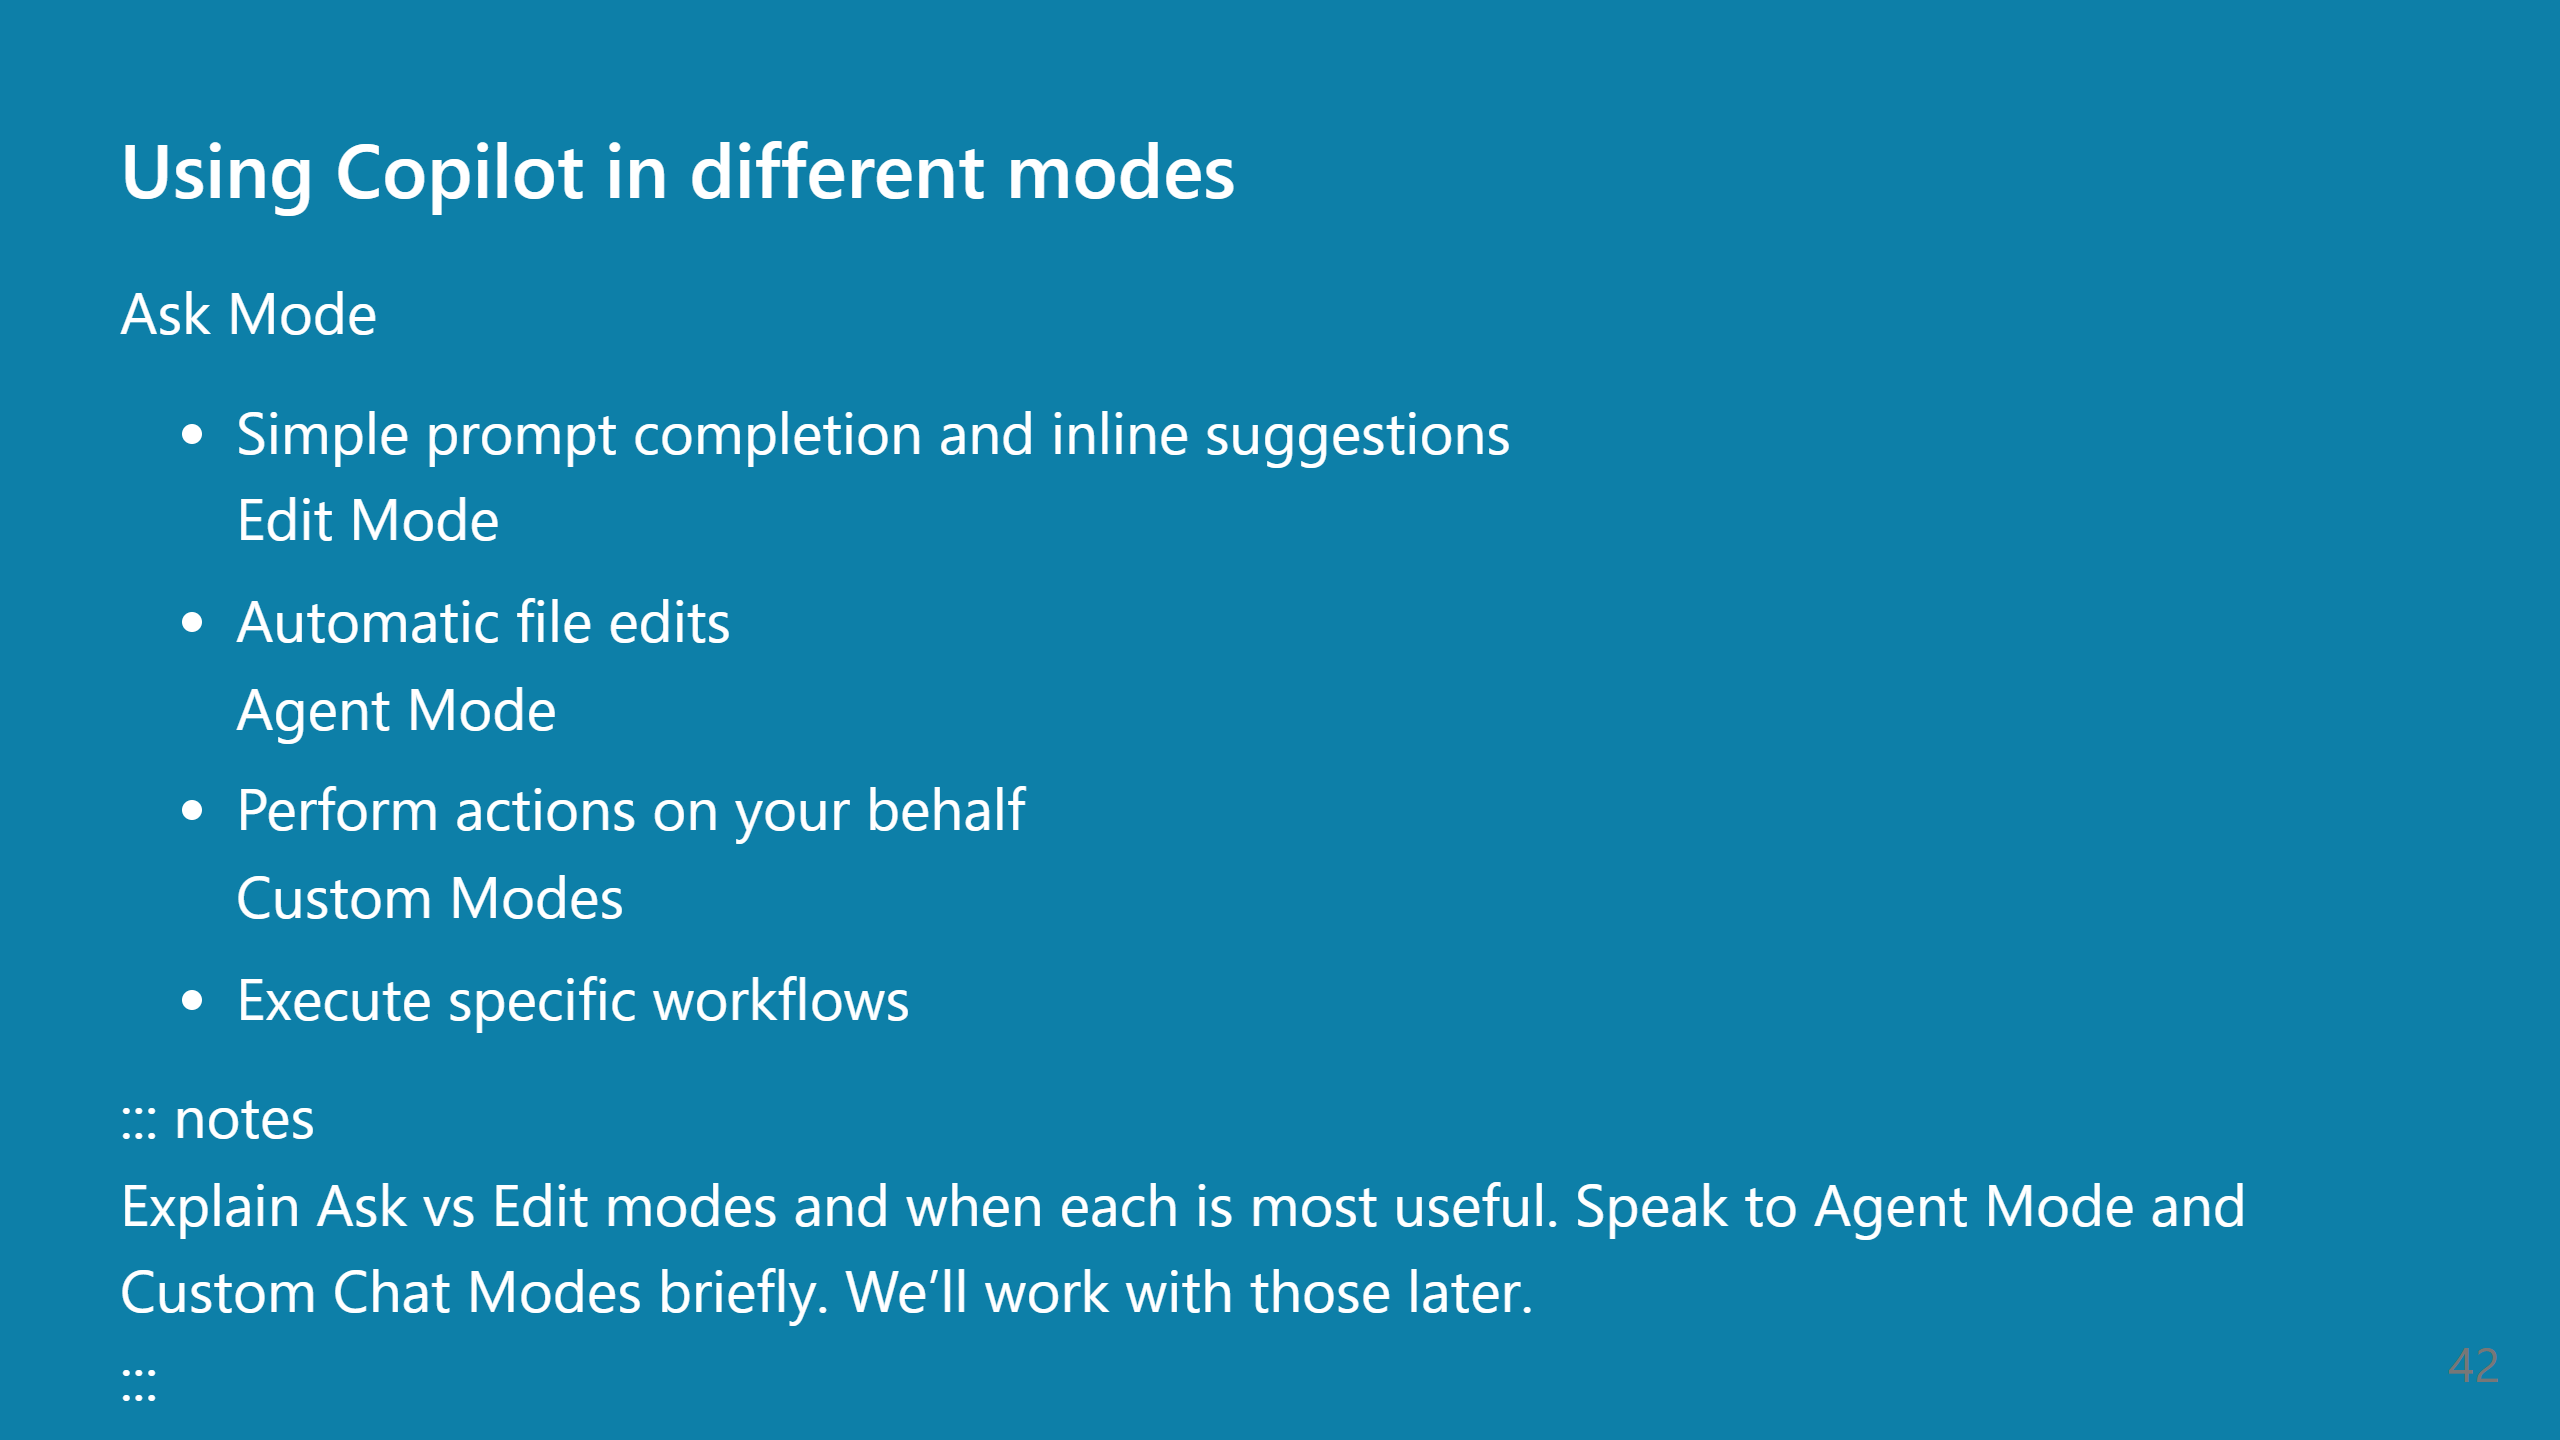 Using Copilot in different modes
Ask Mode
• Simple prompt completion and inline suggestions
Edit Mode
• Automatic file edits
Agent Mode
• Perform actions on your behalf
Custom Modes
• Execute specific workflows
::: notes
Explain Ask vs Edit modes and when each is most useful. Speak to Agent Mode and
Custom Chat Modes briefly. We’ll work with those later.
:::
42